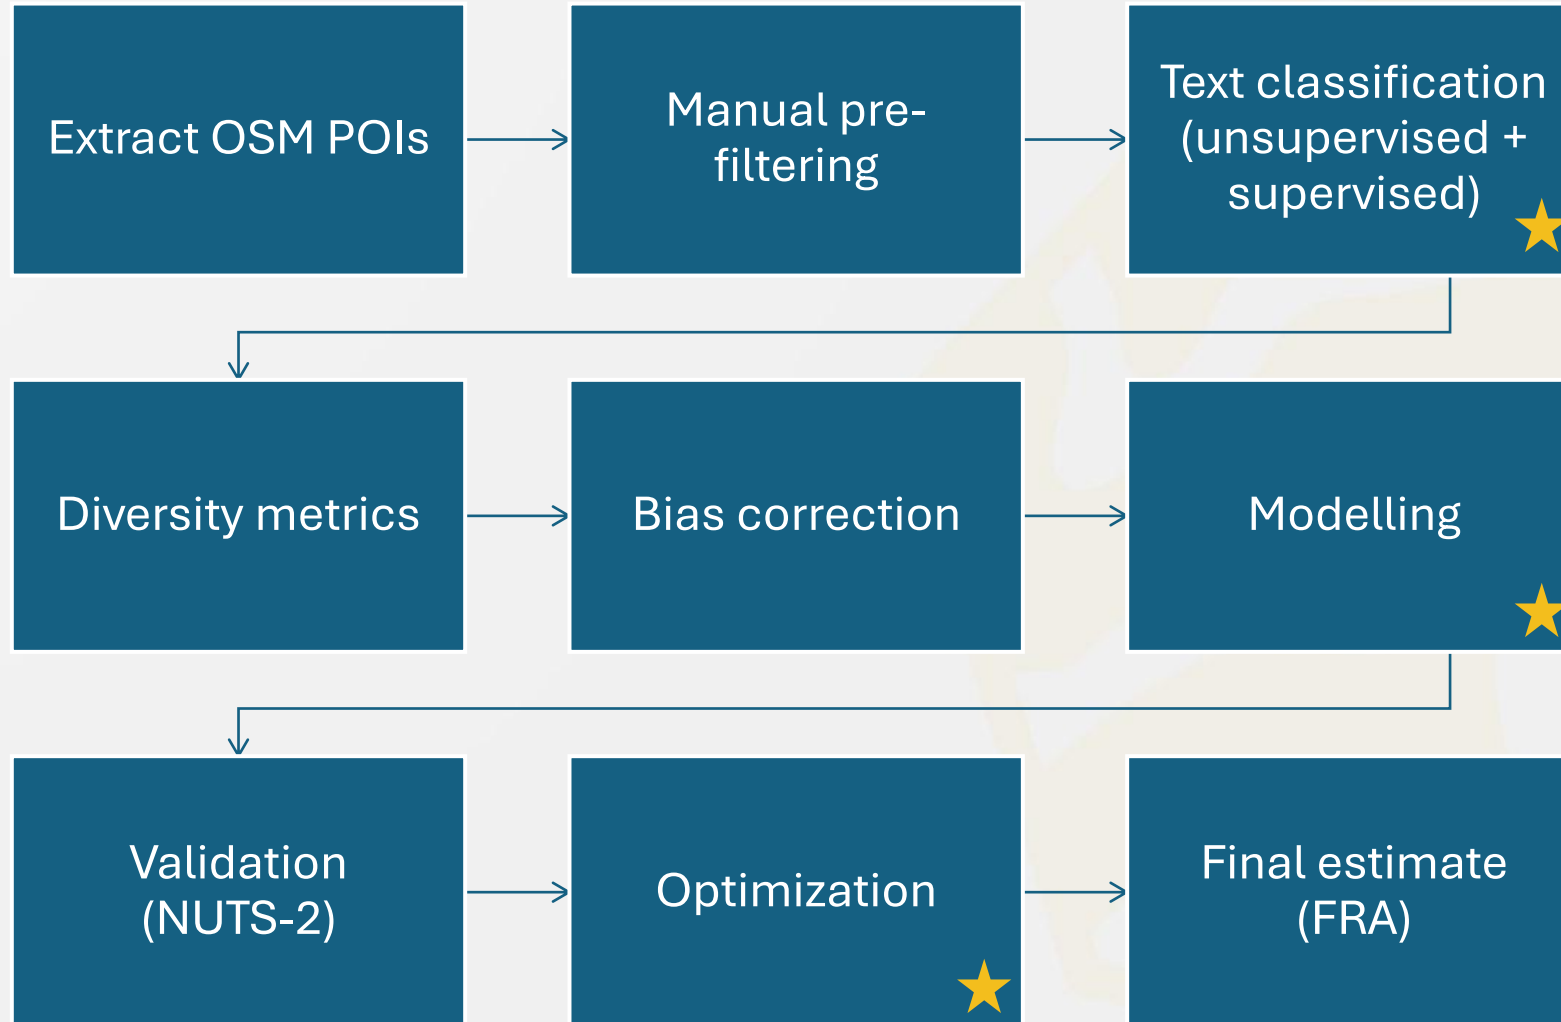 Extract OSM POIs
Manual pre-
filtering
Text classification
(unsupervised +
supervised)
Diversity metrics
Bias correction
Modelling
Validation
(NUTS-2)
Optimization
Final estimate
(FRA)